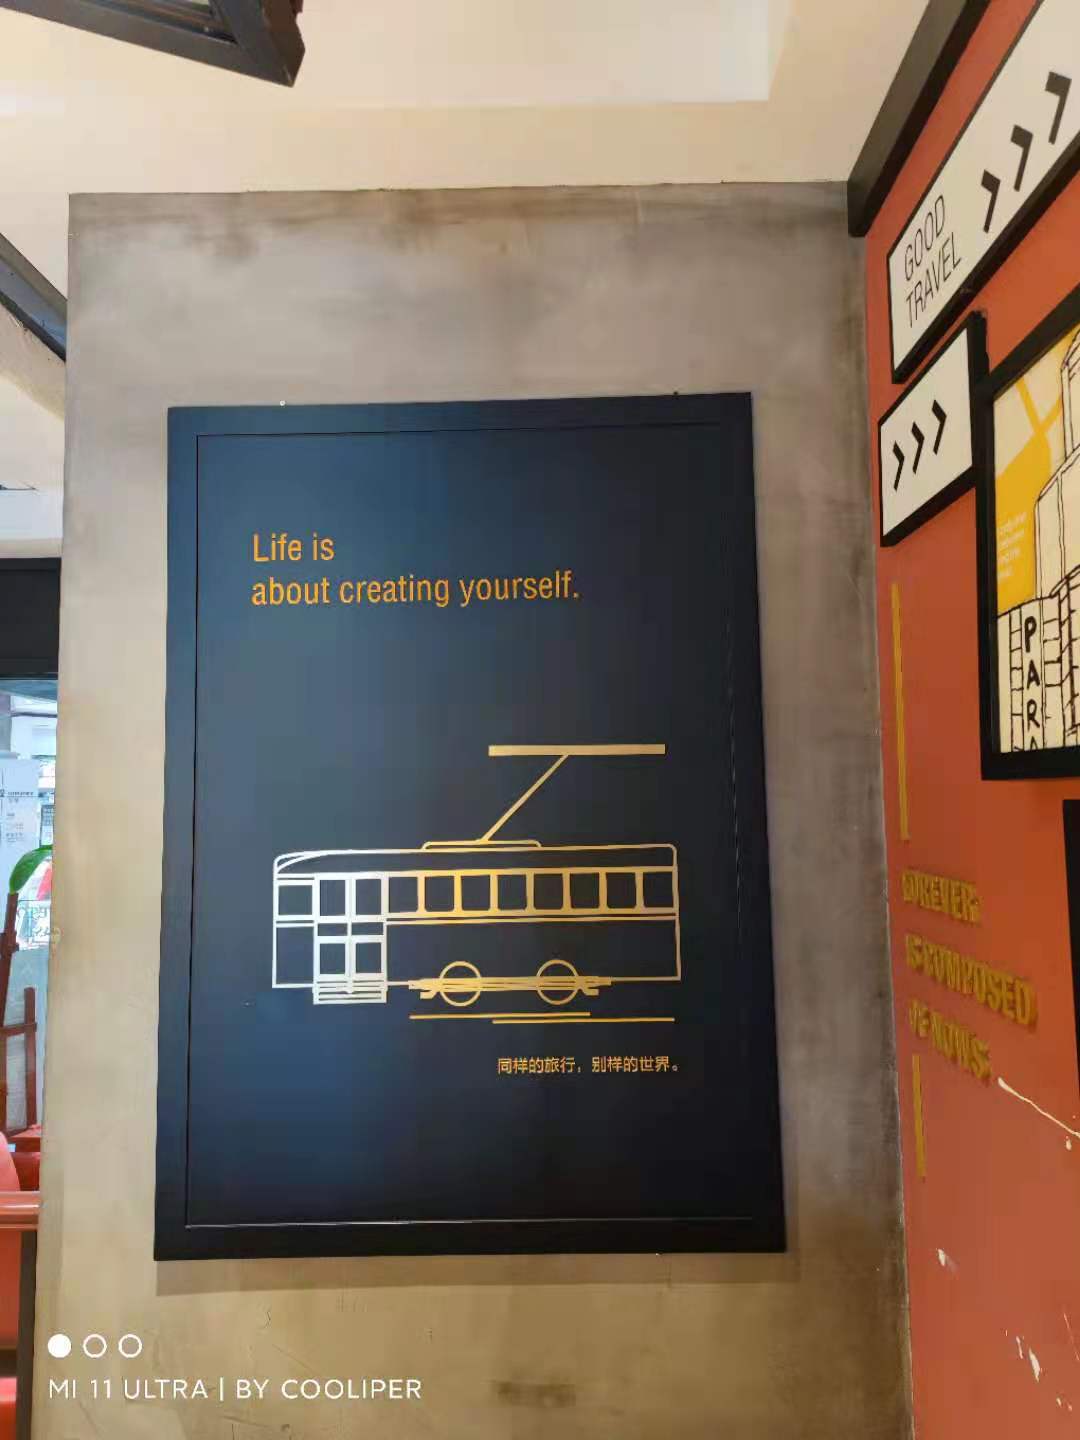 Life is
about creating yourself.
同样的旅行，别样的世界。
GOOD
TRAVEL
PARA
FOREVER
IS COMPOSED
OF NOWS
MI 11 ULTRA | BY COOLIPER